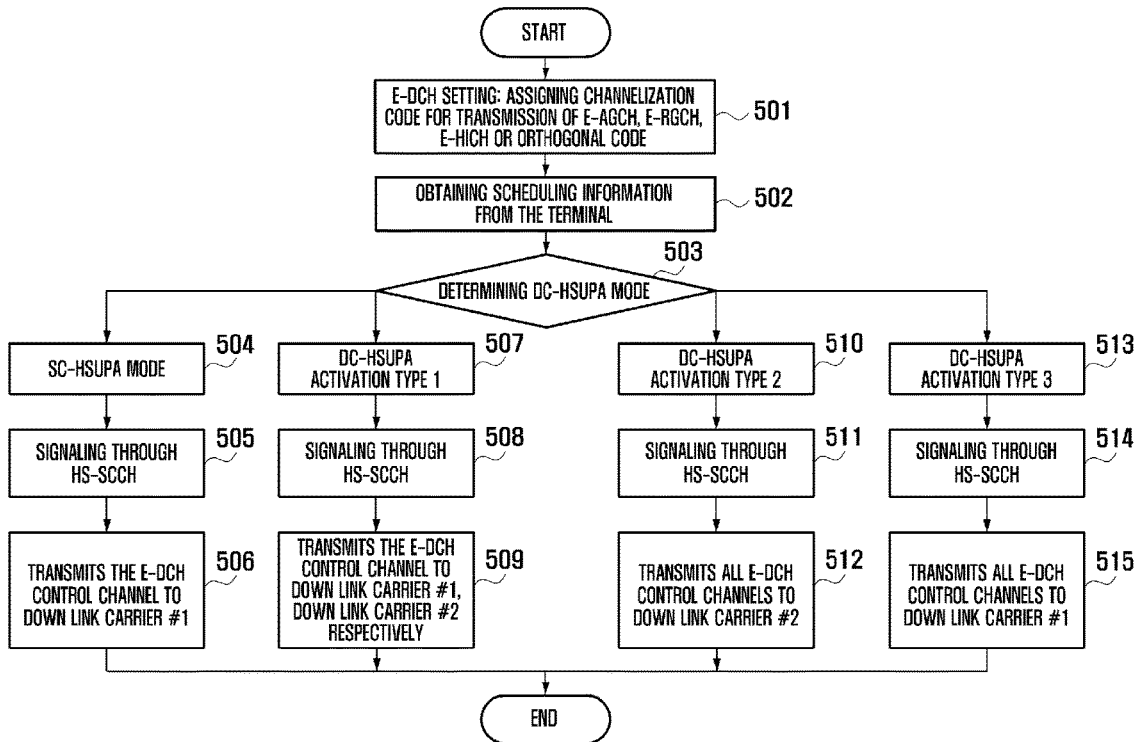 START
E-DCH SETTING: ASSIGNING CHANNELIZATION
CODE FOR TRANSMISSION OF E-AGCH, E-RGCH,
E-HICH OR ORTHOGONAL CODE
501
OBTAINING SCHEDULING INFORMATION
FROM THE TERMINAL
502
503
DETERMINING DC-HSUPA MODE
SC-HSUPA MODE
504
DC-HSUPA
ACTIVATION TYPE 1
507
DC-HSUPA
ACTIVATION TYPE 2
510
DC-HSUPA
ACTIVATION TYPE 3
513
SIGNALING THROUGH
HS-SCCH
505
SIGNALING THROUGH
HS-SCCH
508
SIGNALING THROUGH
HS-SCCH
511
SIGNALING THROUGH
HS-SCCH
514
TRANSMITS THE E-DCH
CONTROL CHANNEL TO
DOWN LINK CARRIER #1
506
TRANSMITS THE E-DCH
CONTROL CHANNEL TO
DOWN LINK CARRIER #1,
DOWN LINK CARRIER #2
RESPECTIVELY
509
TRANSMITS ALL E-DCH
CONTROL CHANNELS TO
DOWN LINK CARRIER #2
512
TRANSMITS ALL E-DCH
CONTROL CHANNELS TO
DOWN LINK CARRIER #1
515
END